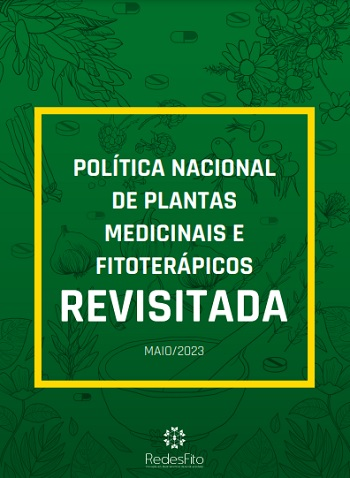 POLÍTICA NACIONAL
DE PLANTAS
MEDICINAIS E
FITOTERÁPICOS
REVISITADA
MAIO/2023
RedesFito